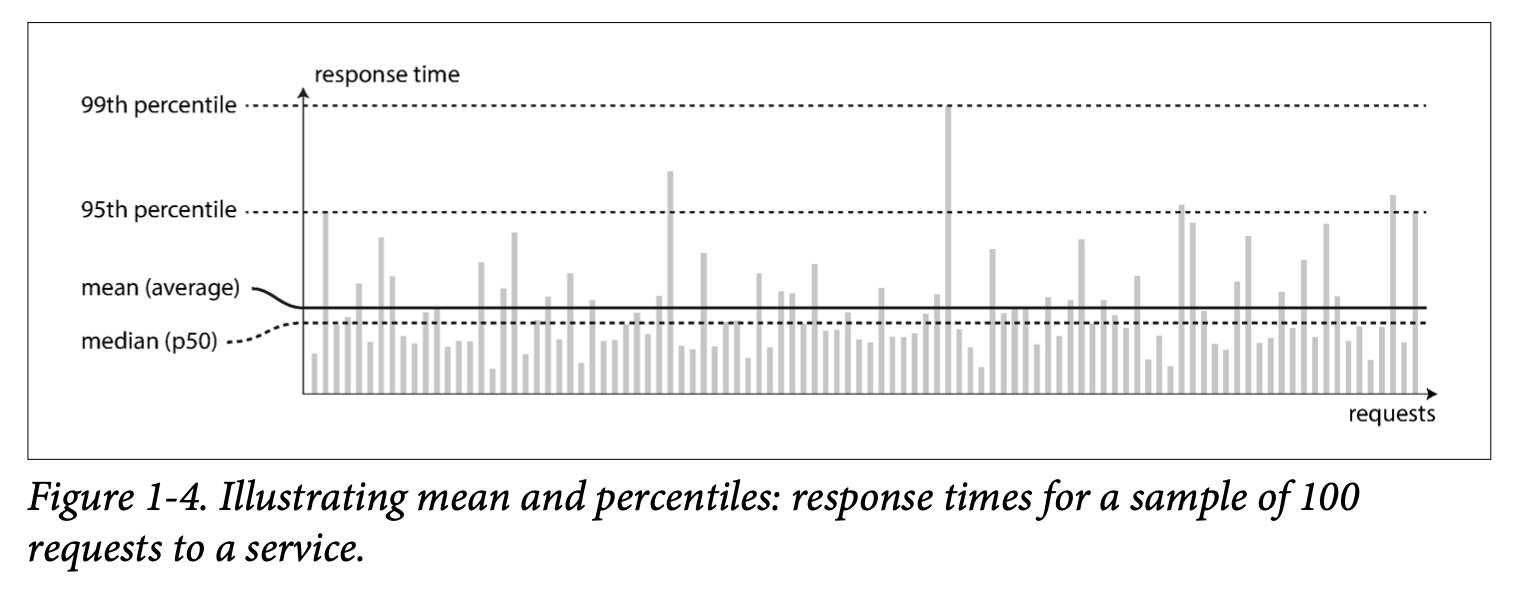 response time
99th percentile
95th percentile
mean (average)
median (p50)
requests
Figure 1-4. Illustrating mean and percentiles: response times for a sample of 100
requests to a service.